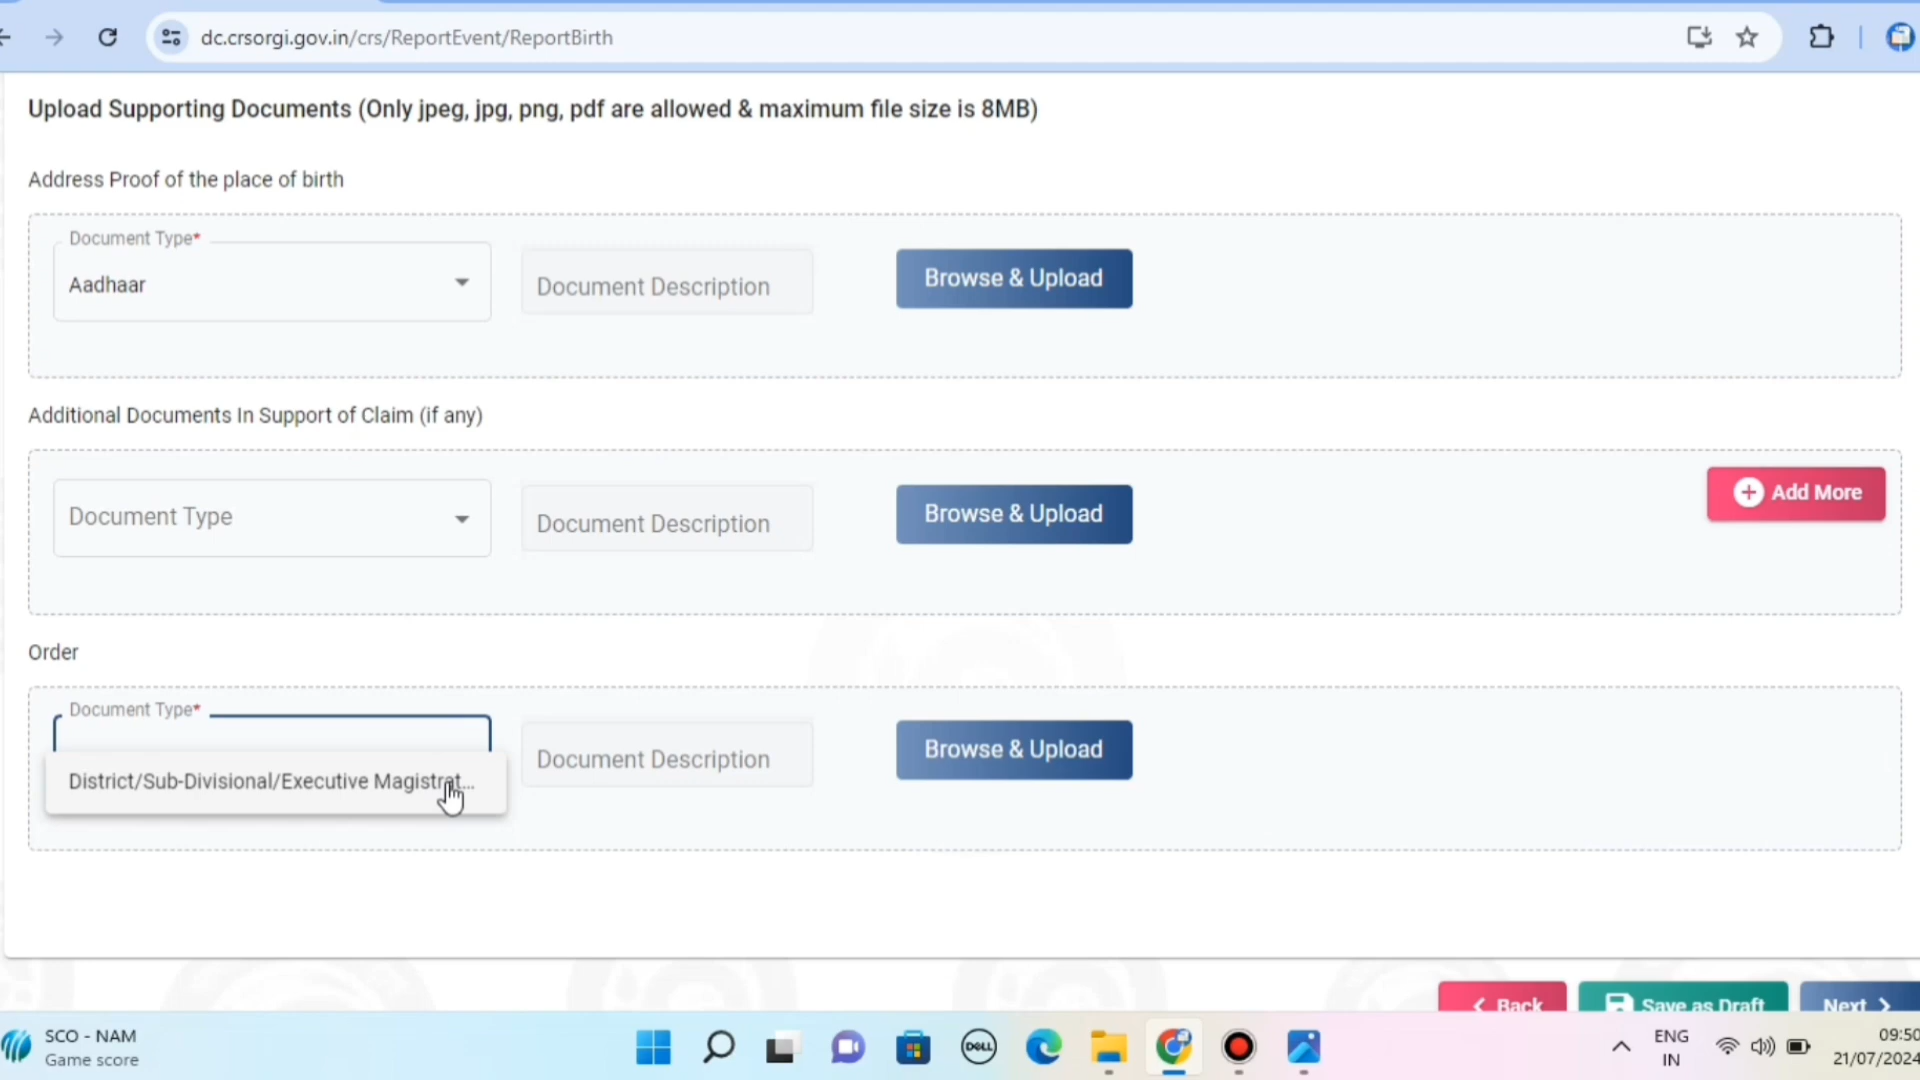 dc.crsorgi.gov.in/crs/ReportEvent/ReportBirth
Upload Supporting Documents (Only jpeg, jpg, png, pdf are allowed & maximum file size is 8MB)
Address Proof of the place of birth
Document Type*
Aadhaar
Document Description
Browse & Upload
Additional Documents In Support of Claim (if any)
Document Type
Document Description
Browse & Upload
Add More
Order
Document Type*
Document Description
Browse & Upload
District/Sub-Divisional/Executive Magistrat...
Back
Save as Draft
Next
SCO - NAM
Game score
DELL
ENG
IN
09:50
21/07/2024